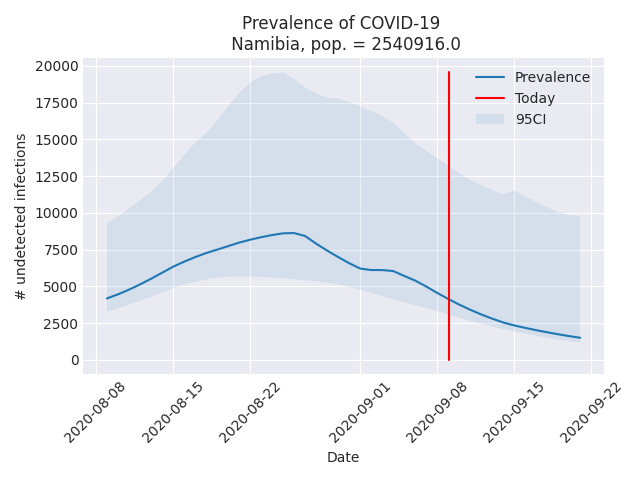 Prevalence of COVID-19
Namibia, pop. = 2540916.0
20000
17500
15000
12500
10000
7500
5000
2500
0
# undetected infections
Prevalence
Today
95CI
2020-08-08
2020-08-15
2020-08-22
2020-09-01
2020-09-08
2020-09-15
2020-09-22
Date